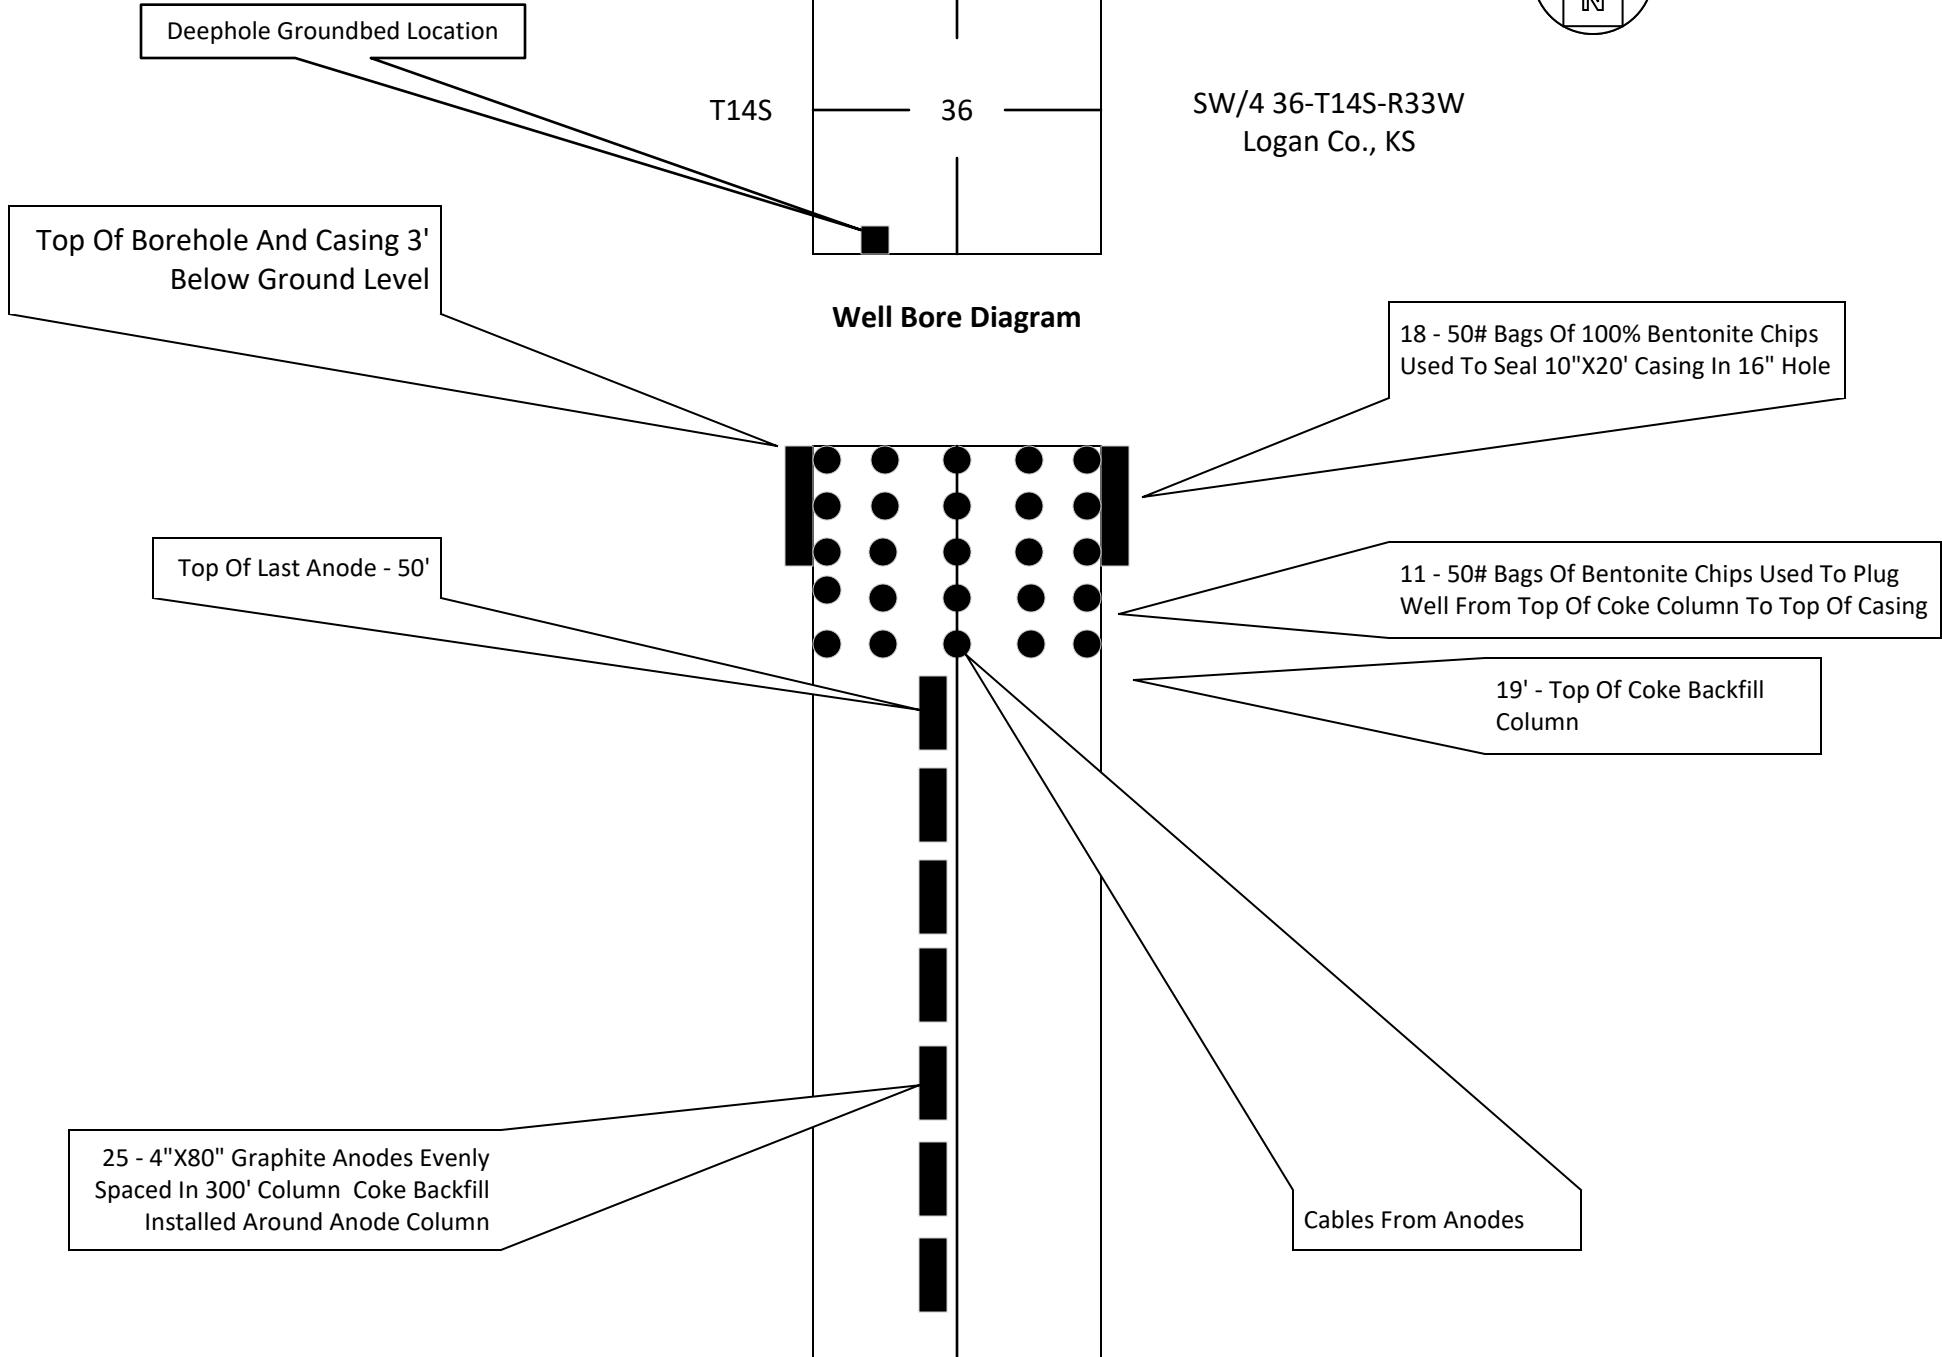 N
Deephole Groundbed Location
T14S
36
SW/4 36-T14S-R33W
Logan Co., KS
Top Of Borehole And Casing 3'
Below Ground Level
Well Bore Diagram
18 - 50# Bags Of 100% Bentonite Chips
Used To Seal 10"X20' Casing In 16" Hole
Top Of Last Anode - 50'
11 - 50# Bags Of Bentonite Chips Used To Plug
Well From Top Of Coke Column To Top Of Casing
19' - Top Of Coke Backfill
Column
25 - 4"X80" Graphite Anodes Evenly
Spaced In 300' Column  Coke Backfill
Installed Around Anode Column
Cables From Anodes